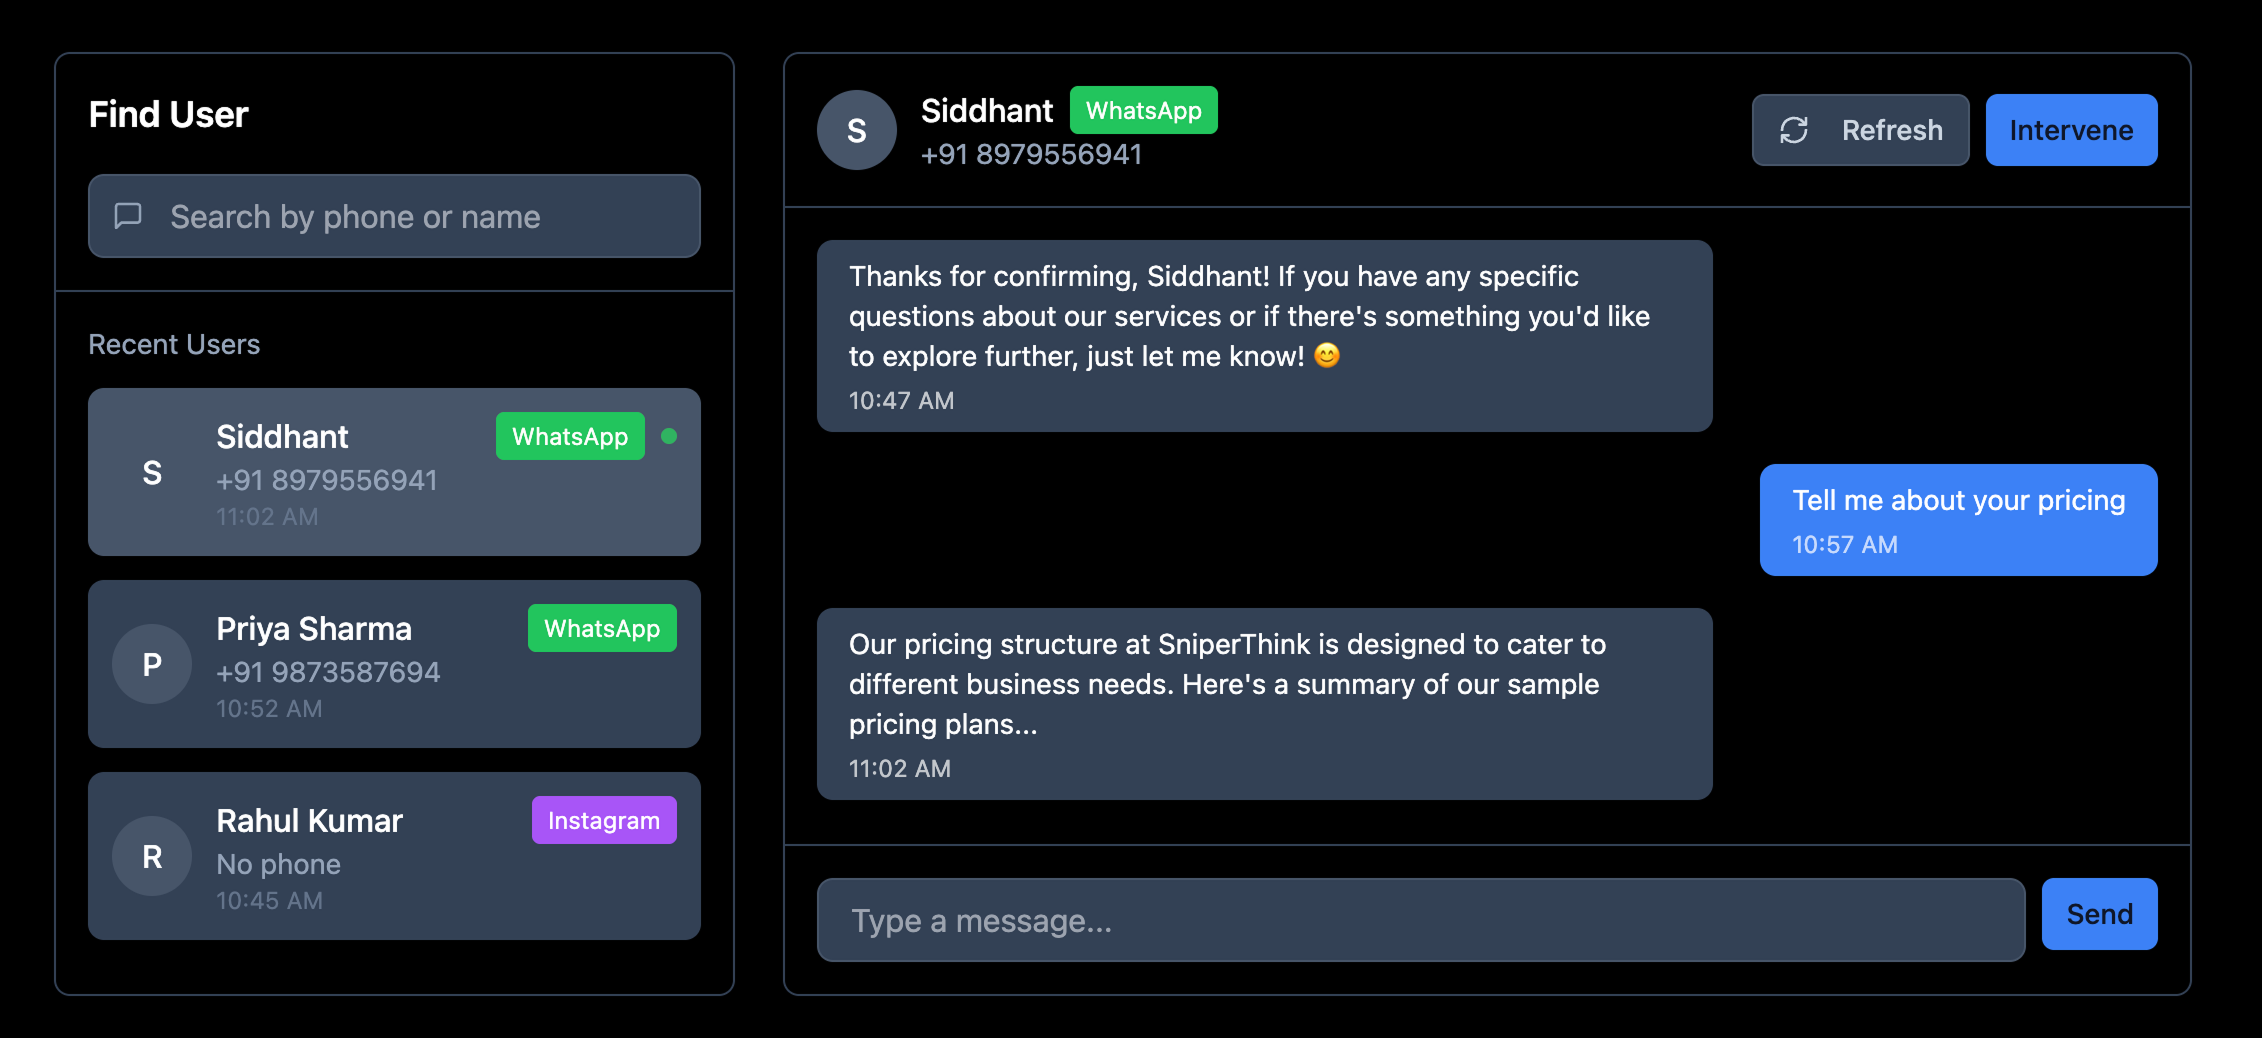 Find User
Search by phone or name
Recent Users
S
Siddhant
WhatsApp
+91 8979556941
11:02 AM
P
Priya Sharma
WhatsApp
+91 9873587694
10:52 AM
R
Rahul Kumar
Instagram
No phone
10:45 AM
S
Siddhant
WhatsApp
+91 8979556941
Refresh
Intervene
Thanks for confirming, Siddhant! If you have any specific
questions about our services or if there's something you'd like
to explore further, just let me know! 😊
10:47 AM
Tell me about your pricing
10:57 AM
Our pricing structure at SniperThink is designed to cater to
different business needs. Here's a summary of our sample
pricing plans...
11:02 AM
Type a message...
Send